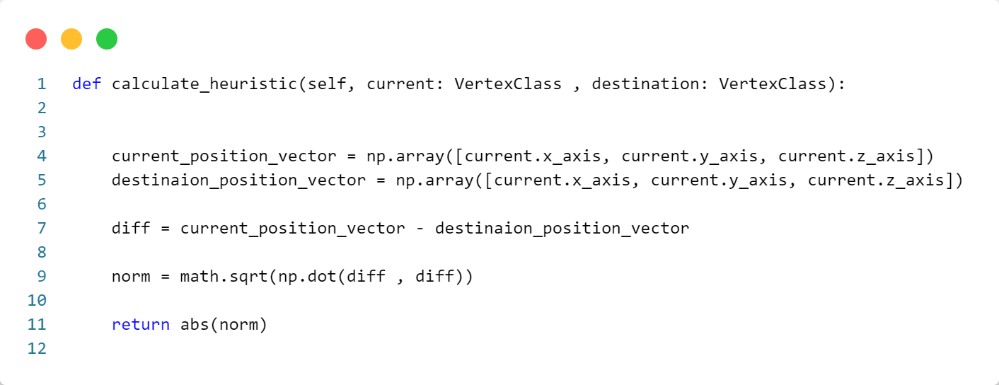 1 def calculate_heuristic(self, current: VertexClass , destination: VertexClass):
2
3
4     current_position_vector = np.array([current.x_axis, current.y_axis, current.z_axis])
5     destinaion_position_vector = np.array([current.x_axis, current.y_axis, current.z_axis])
6
7     diff = current_position_vector - destinaion_position_vector
8
9     norm = math.sqrt(np.dot(diff , diff))
10
11     return abs(norm)
12